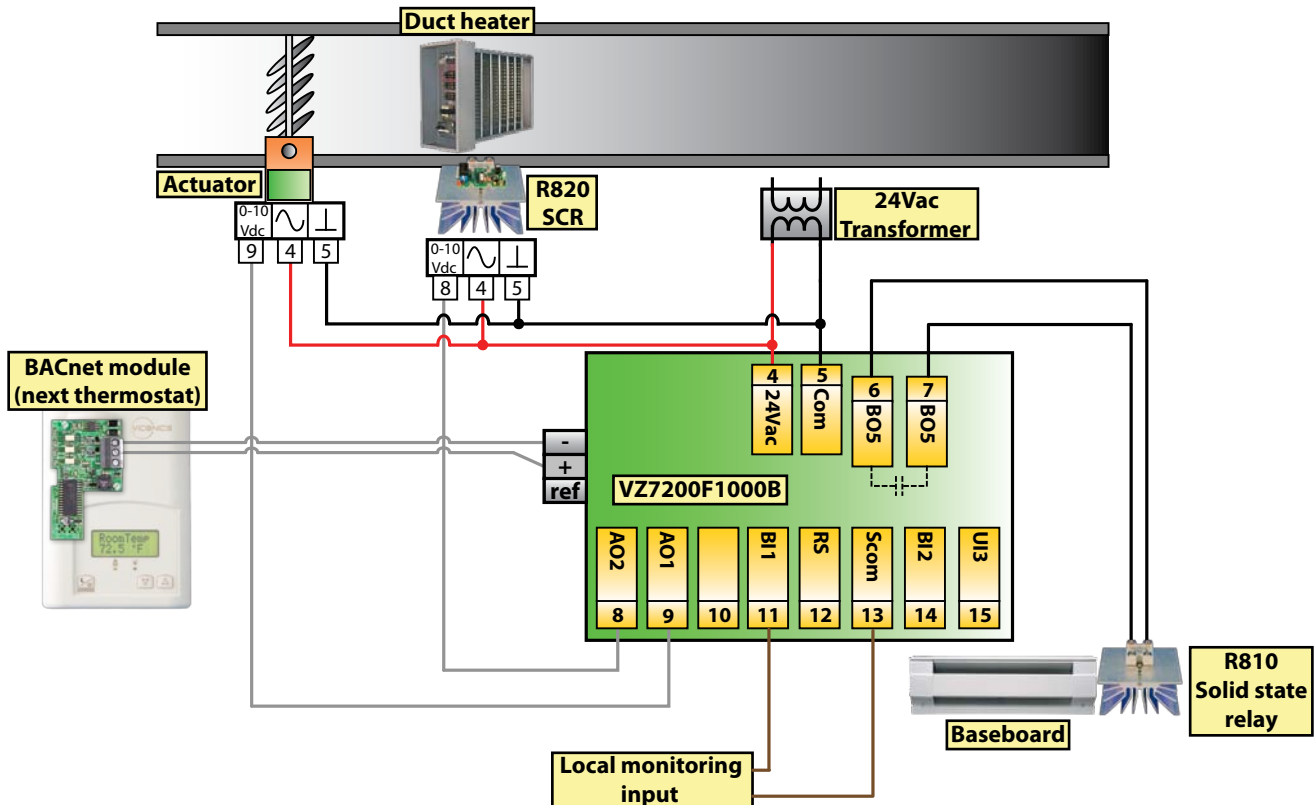 Duct heater
Actuator
R820
SCR
24Vac
Transformer
0-10
Vdc
9
4
5
0-10
Vdc
8
4
5
BACnet module
(next thermostat)
VICONICS
RoomTemp
72.5 °F
-
+
ref
VZ7200F1000B
4
24Vac
5
Com
6
BO5
7
BO5
AO2
8
AO1
9
10
BI1
11
RS
12
Scom
13
BI2
14
UI3
15
Baseboard
R810
Solid state
relay
Local monitoring
input